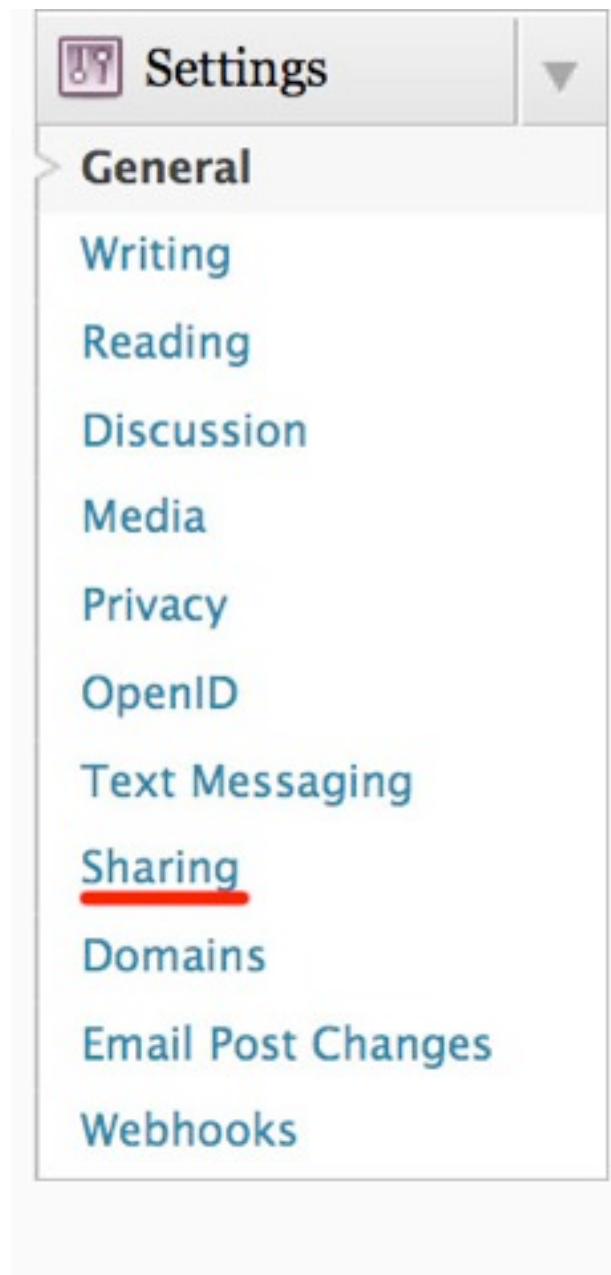 Settings
General
Writing
Reading
Discussion
Media
Privacy
OpenID
Text Messaging
Sharing
Domains
Email Post Changes
Webhooks